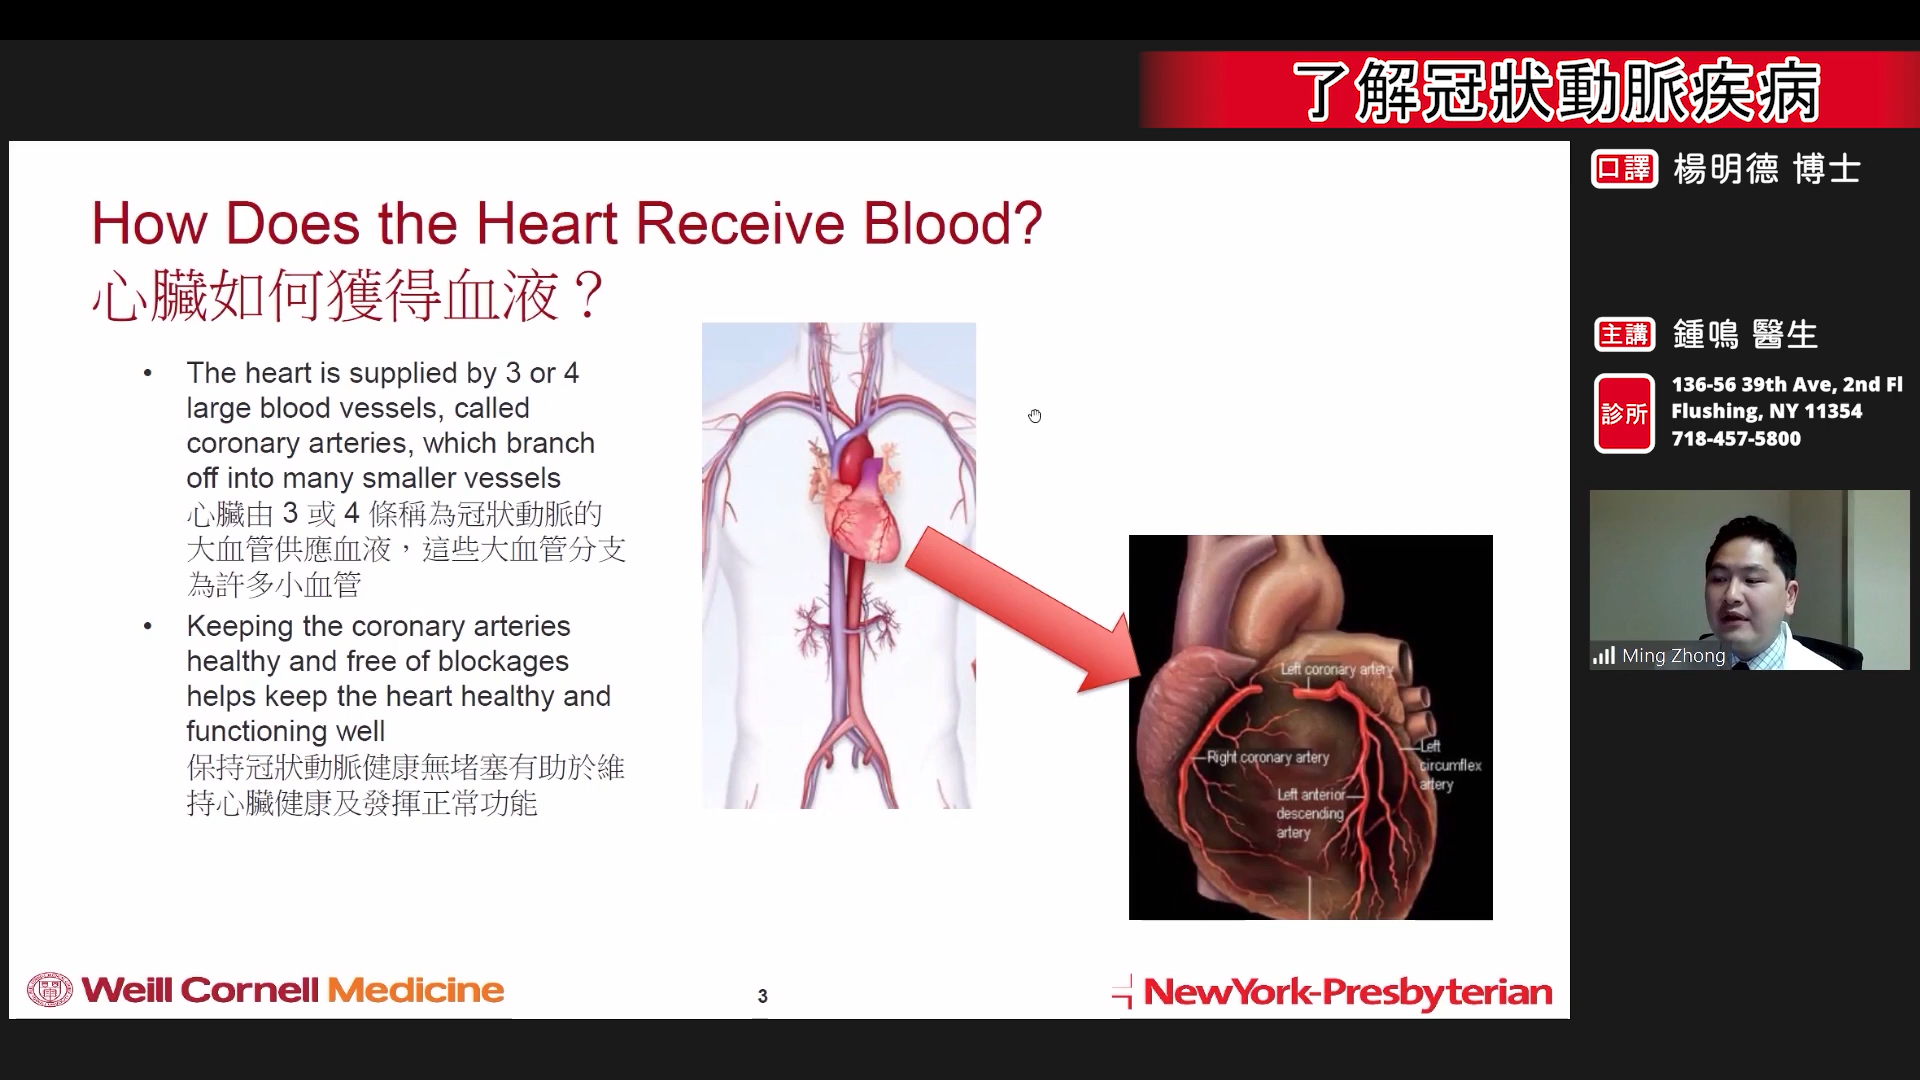 了解冠狀動脈疾病
口譯 楊明德 博士
主講 鍾鳴 醫生
診所
136-56 39th Ave, 2nd Fl
Flushing, NY 11354
718-457-5800
Ming Zhong
How Does the Heart Receive Blood?
心臟如何獲得血液？
• The heart is supplied by 3 or 4
large blood vessels, called
coronary arteries, which branch
off into many smaller vessels
心臟由 3 或 4 條稱為冠狀動脈的
大血管供應血液，這些大血管分支
為許多小血管
• Keeping the coronary arteries
healthy and free of blockages
helps keep the heart healthy and
functioning well
保持冠狀動脈健康無堵塞有助於維
持心臟健康及發揮正常功能
Left coronary artery
Right coronary artery
Left
circumflex
artery
Left anterior
descending
artery
Weill Cornell Medicine
3
NewYork-Presbyterian